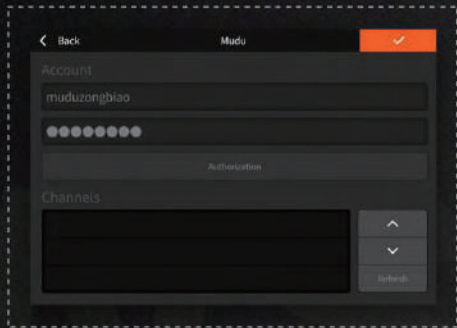 Back
Mudu
Account
muduzongbiao
Authorization
Channels
Refresh